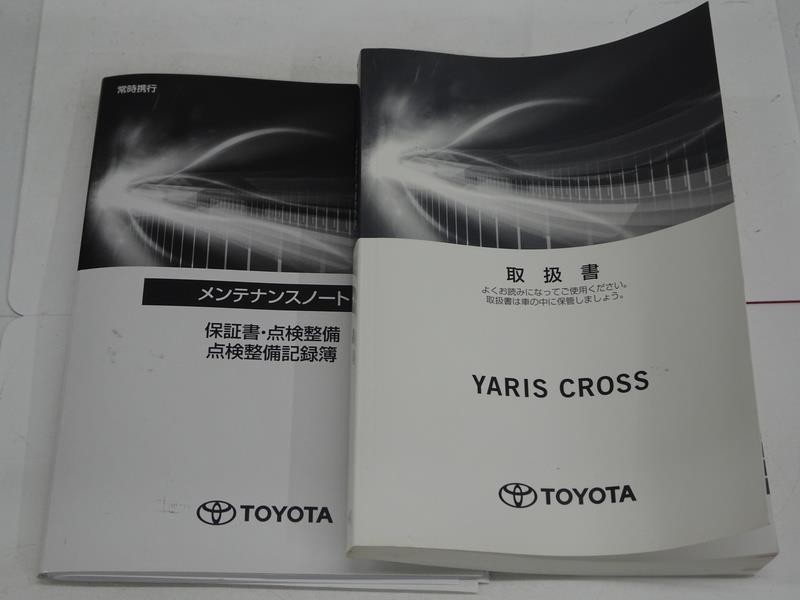 常時携行
メンテナンスノート
保証書・点検整備
点検整備記録簿
TOYOTA
取扱書
よくお読みになってご使用ください。
取扱書は車の中に保管しましょう。
YARIS CROSS
TOYOTA